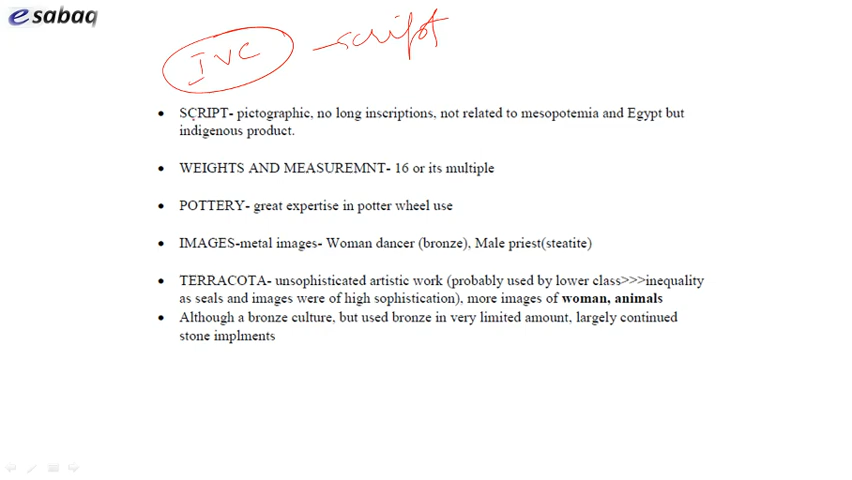 esabaq
IVC - script
SCRIPT- pictographic, no long inscriptions, not related to mesopotemia and Egypt but
indigenous product.
WEIGHTS AND MEASUREMNT- 16 or its multiple
POTTERY- great expertise in potter wheel use
IMAGES-metal images- Woman dancer (bronze), Male priest(steatite)
TERRACOTA- unsophisticated artistic work (probably used by lower class>>>inequality
as seals and images were of high sophistication), more images of woman, animals
Although a bronze culture, but used bronze in very limited amount, largely continued
stone implments